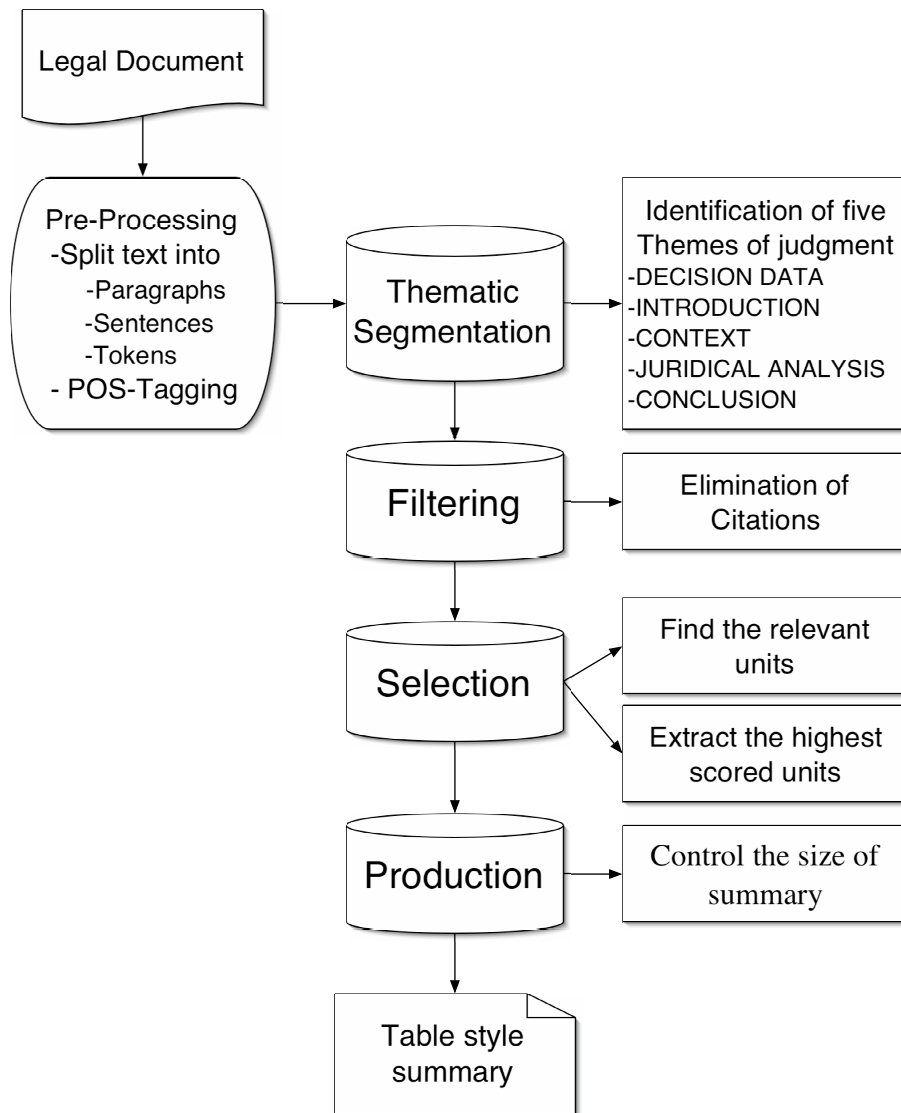 Legal Document
Pre-Processing
-Split text into
-Paragraphs
-Sentences
-Tokens
- POS-Tagging
Thematic
Segmentation
Identification of five
Themes of judgment
-DECISION DATA
-INTRODUCTION
-CONTEXT
-JURIDICAL ANALYSIS
-CONCLUSION
Filtering
Elimination of
Citations
Selection
Find the relevant
units
Extract the highest
scored units
Production
Control the size of
summary
Table style
summary